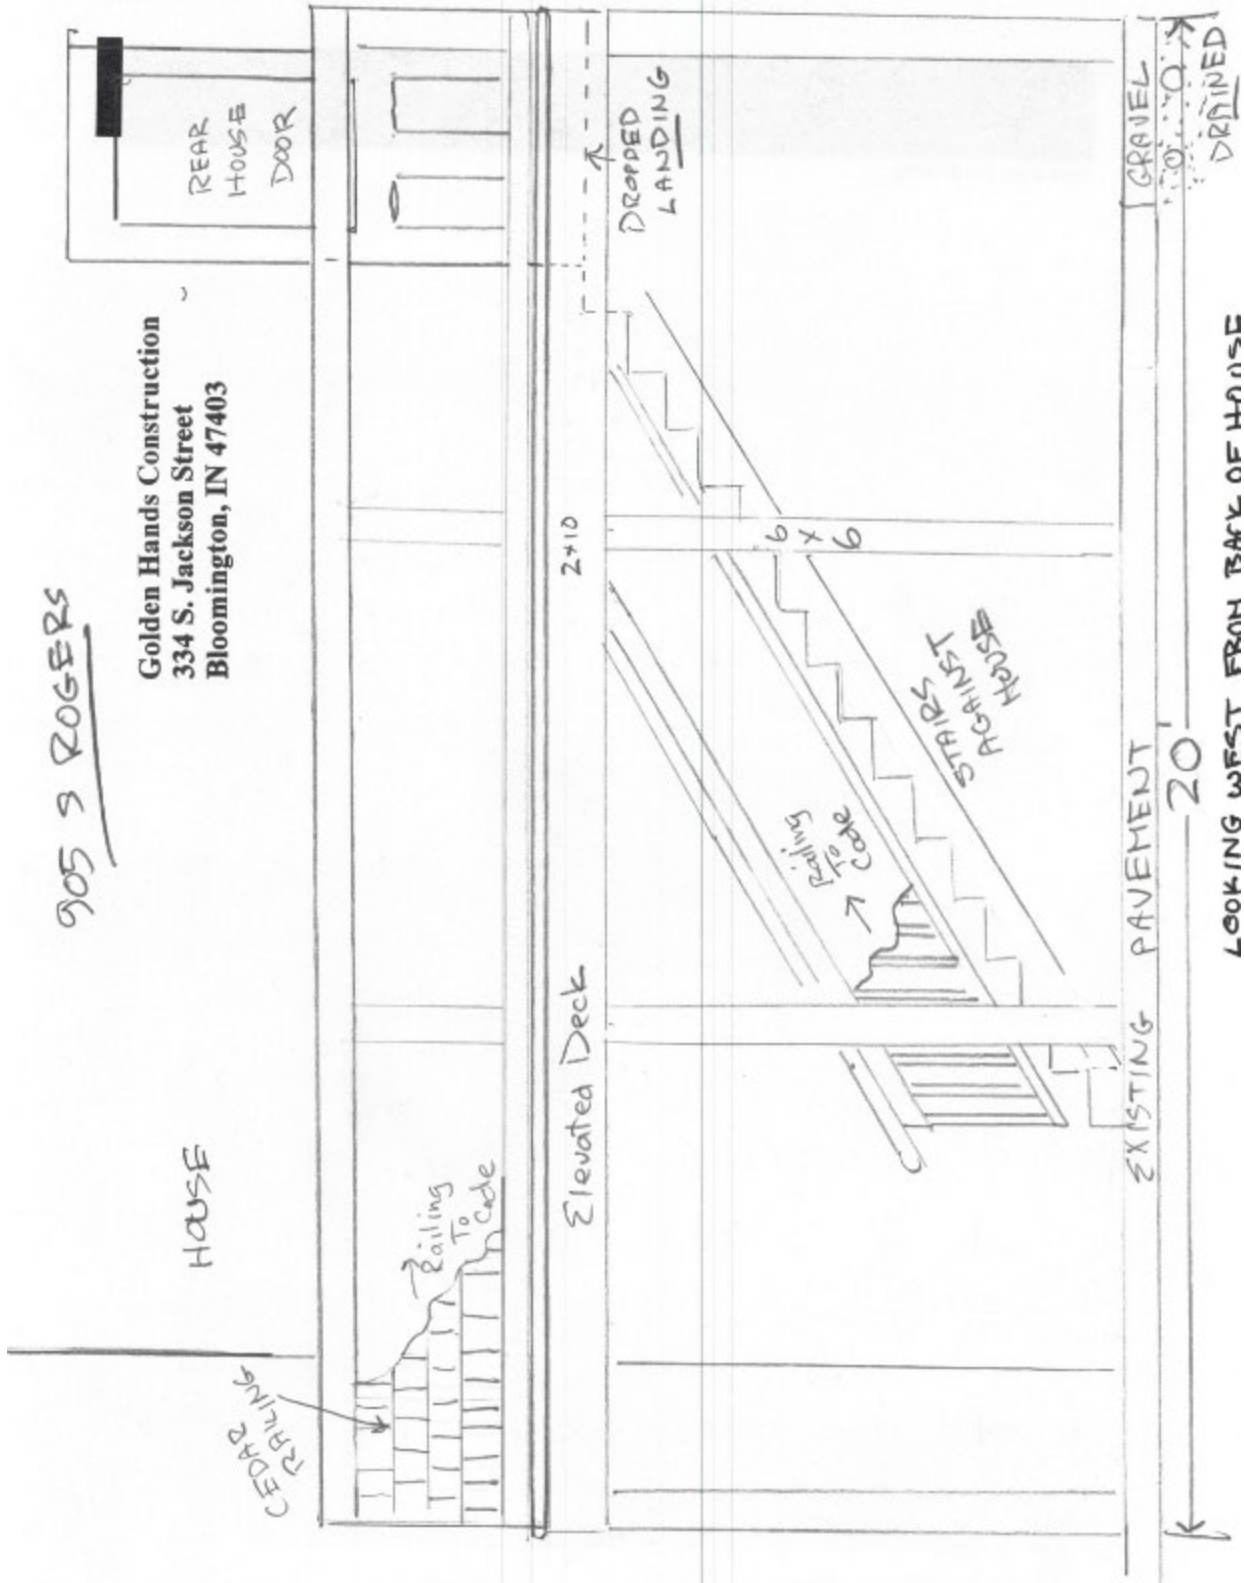 905 S ROGERS
Golden Hands Construction
334 S. Jackson Street
Bloomington, IN 47403
HOUSE
REAR
HOUSE
DOOR
CEDAR
RAILING
Railing
To
Code
Elevated Deck
2x10
DROPPED
LANDING
6x6
Railing
To
Code
STAIRS
AGAINST
HOUSE
EXISTING PAVEMENT
GRAVEL
20'
DRAINED
LOOKING WEST FROM BACK OF HOUSE